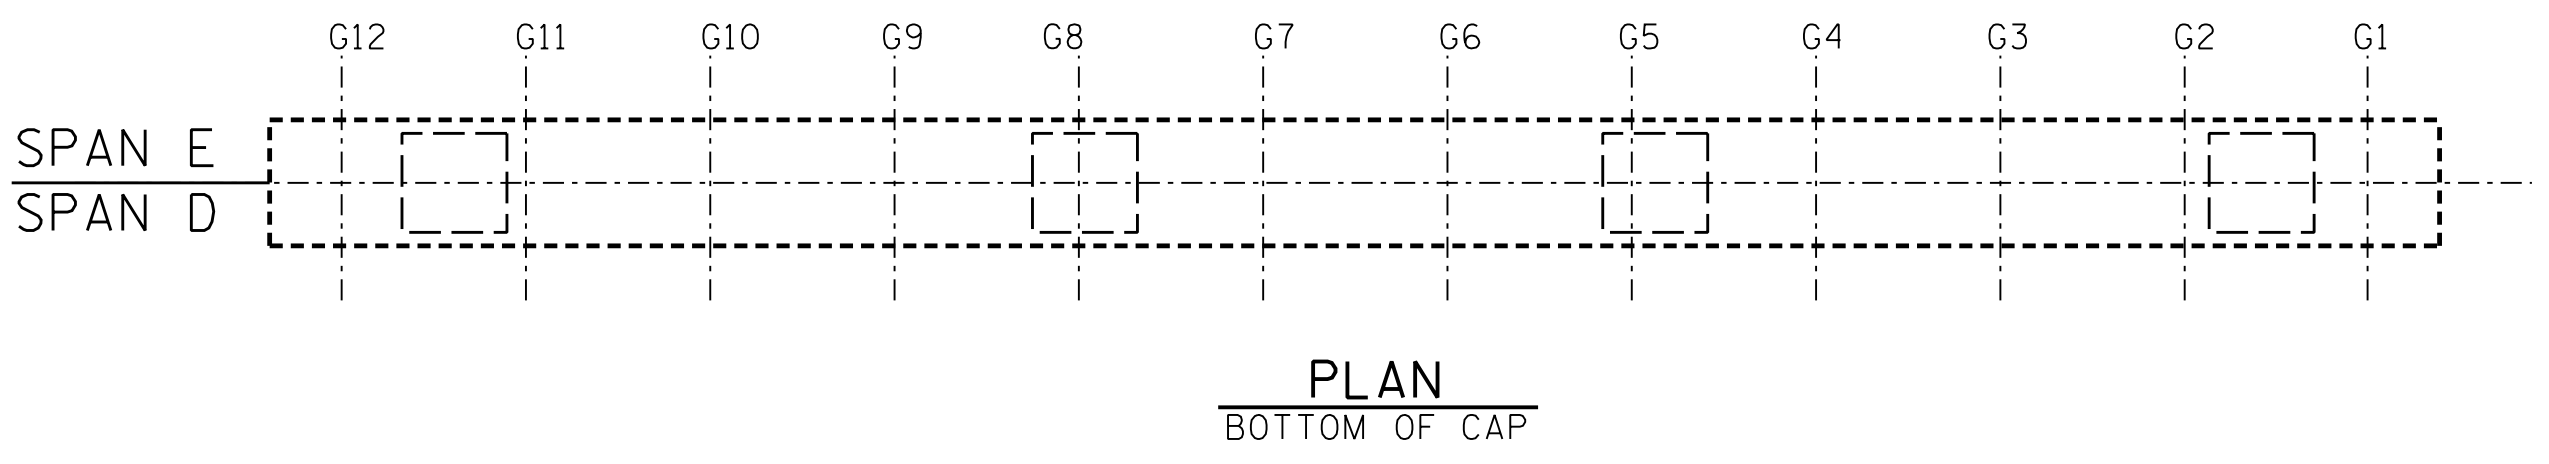 G12 G11 G10 G9 G8 G7 G6 G5 G4 G3 G2 G1
SPAN E
SPAN D
PLAN
BOTTOM OF CAP